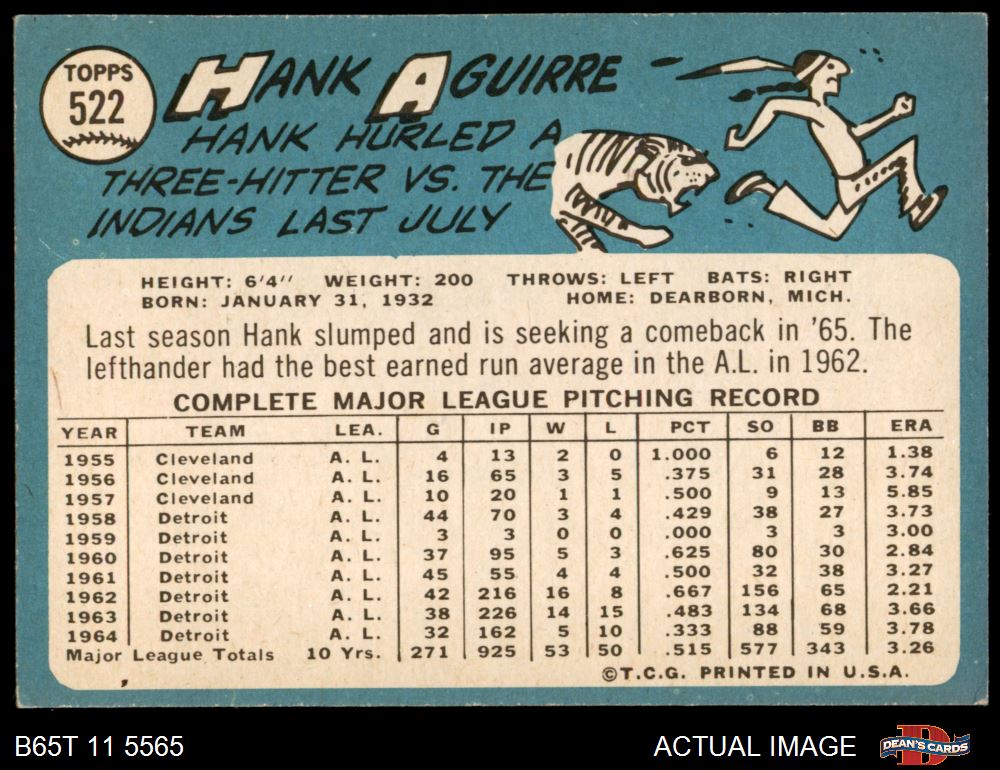 TOPPS
522
HANK AGUIRRE
HANK HURLED A
THREE-HITTER VS. THE
INDIANS LAST JULY
HEIGHT: 6'4" WEIGHT: 200 THROWS: LEFT BATS: RIGHT
BORN: JANUARY 31, 1932 HOME: DEARBORN, MICH.
Last season Hank slumped and is seeking a comeback in '65. The
lefthander had the best earned run average in the A.L. in 1962.
COMPLETE MAJOR LEAGUE PITCHING RECORD
YEAR TEAM LEA. G IP W L PCT SO BB ERA
1955 Cleveland A. L. 4 13 2 0 1.000 6 12 1.38
1956 Cleveland A. L. 16 65 3 5 .375 31 28 3.74
1957 Cleveland A. L. 10 20 1 1 .500 9 13 5.85
1958 Detroit A. L. 44 70 3 4 .429 38 27 3.73
1959 Detroit A. L. 3 3 0 0 .000 3 3 3.00
1960 Detroit A. L. 37 95 5 3 .625 80 30 2.84
1961 Detroit A. L. 45 55 4 4 .500 32 38 3.27
1962 Detroit A. L. 42 216 16 8 .667 156 65 2.21
1963 Detroit A. L. 38 226 14 15 .483 134 68 3.66
1964 Detroit A. L. 32 162 5 10 .333 88 59 3.78
Major League Totals 10 Yrs. 271 925 53 50 .515 577 343 3.26
©T.C.G. PRINTED IN U.S.A.
B65T 11 5565 ACTUAL IMAGE DEAN'S CARDS